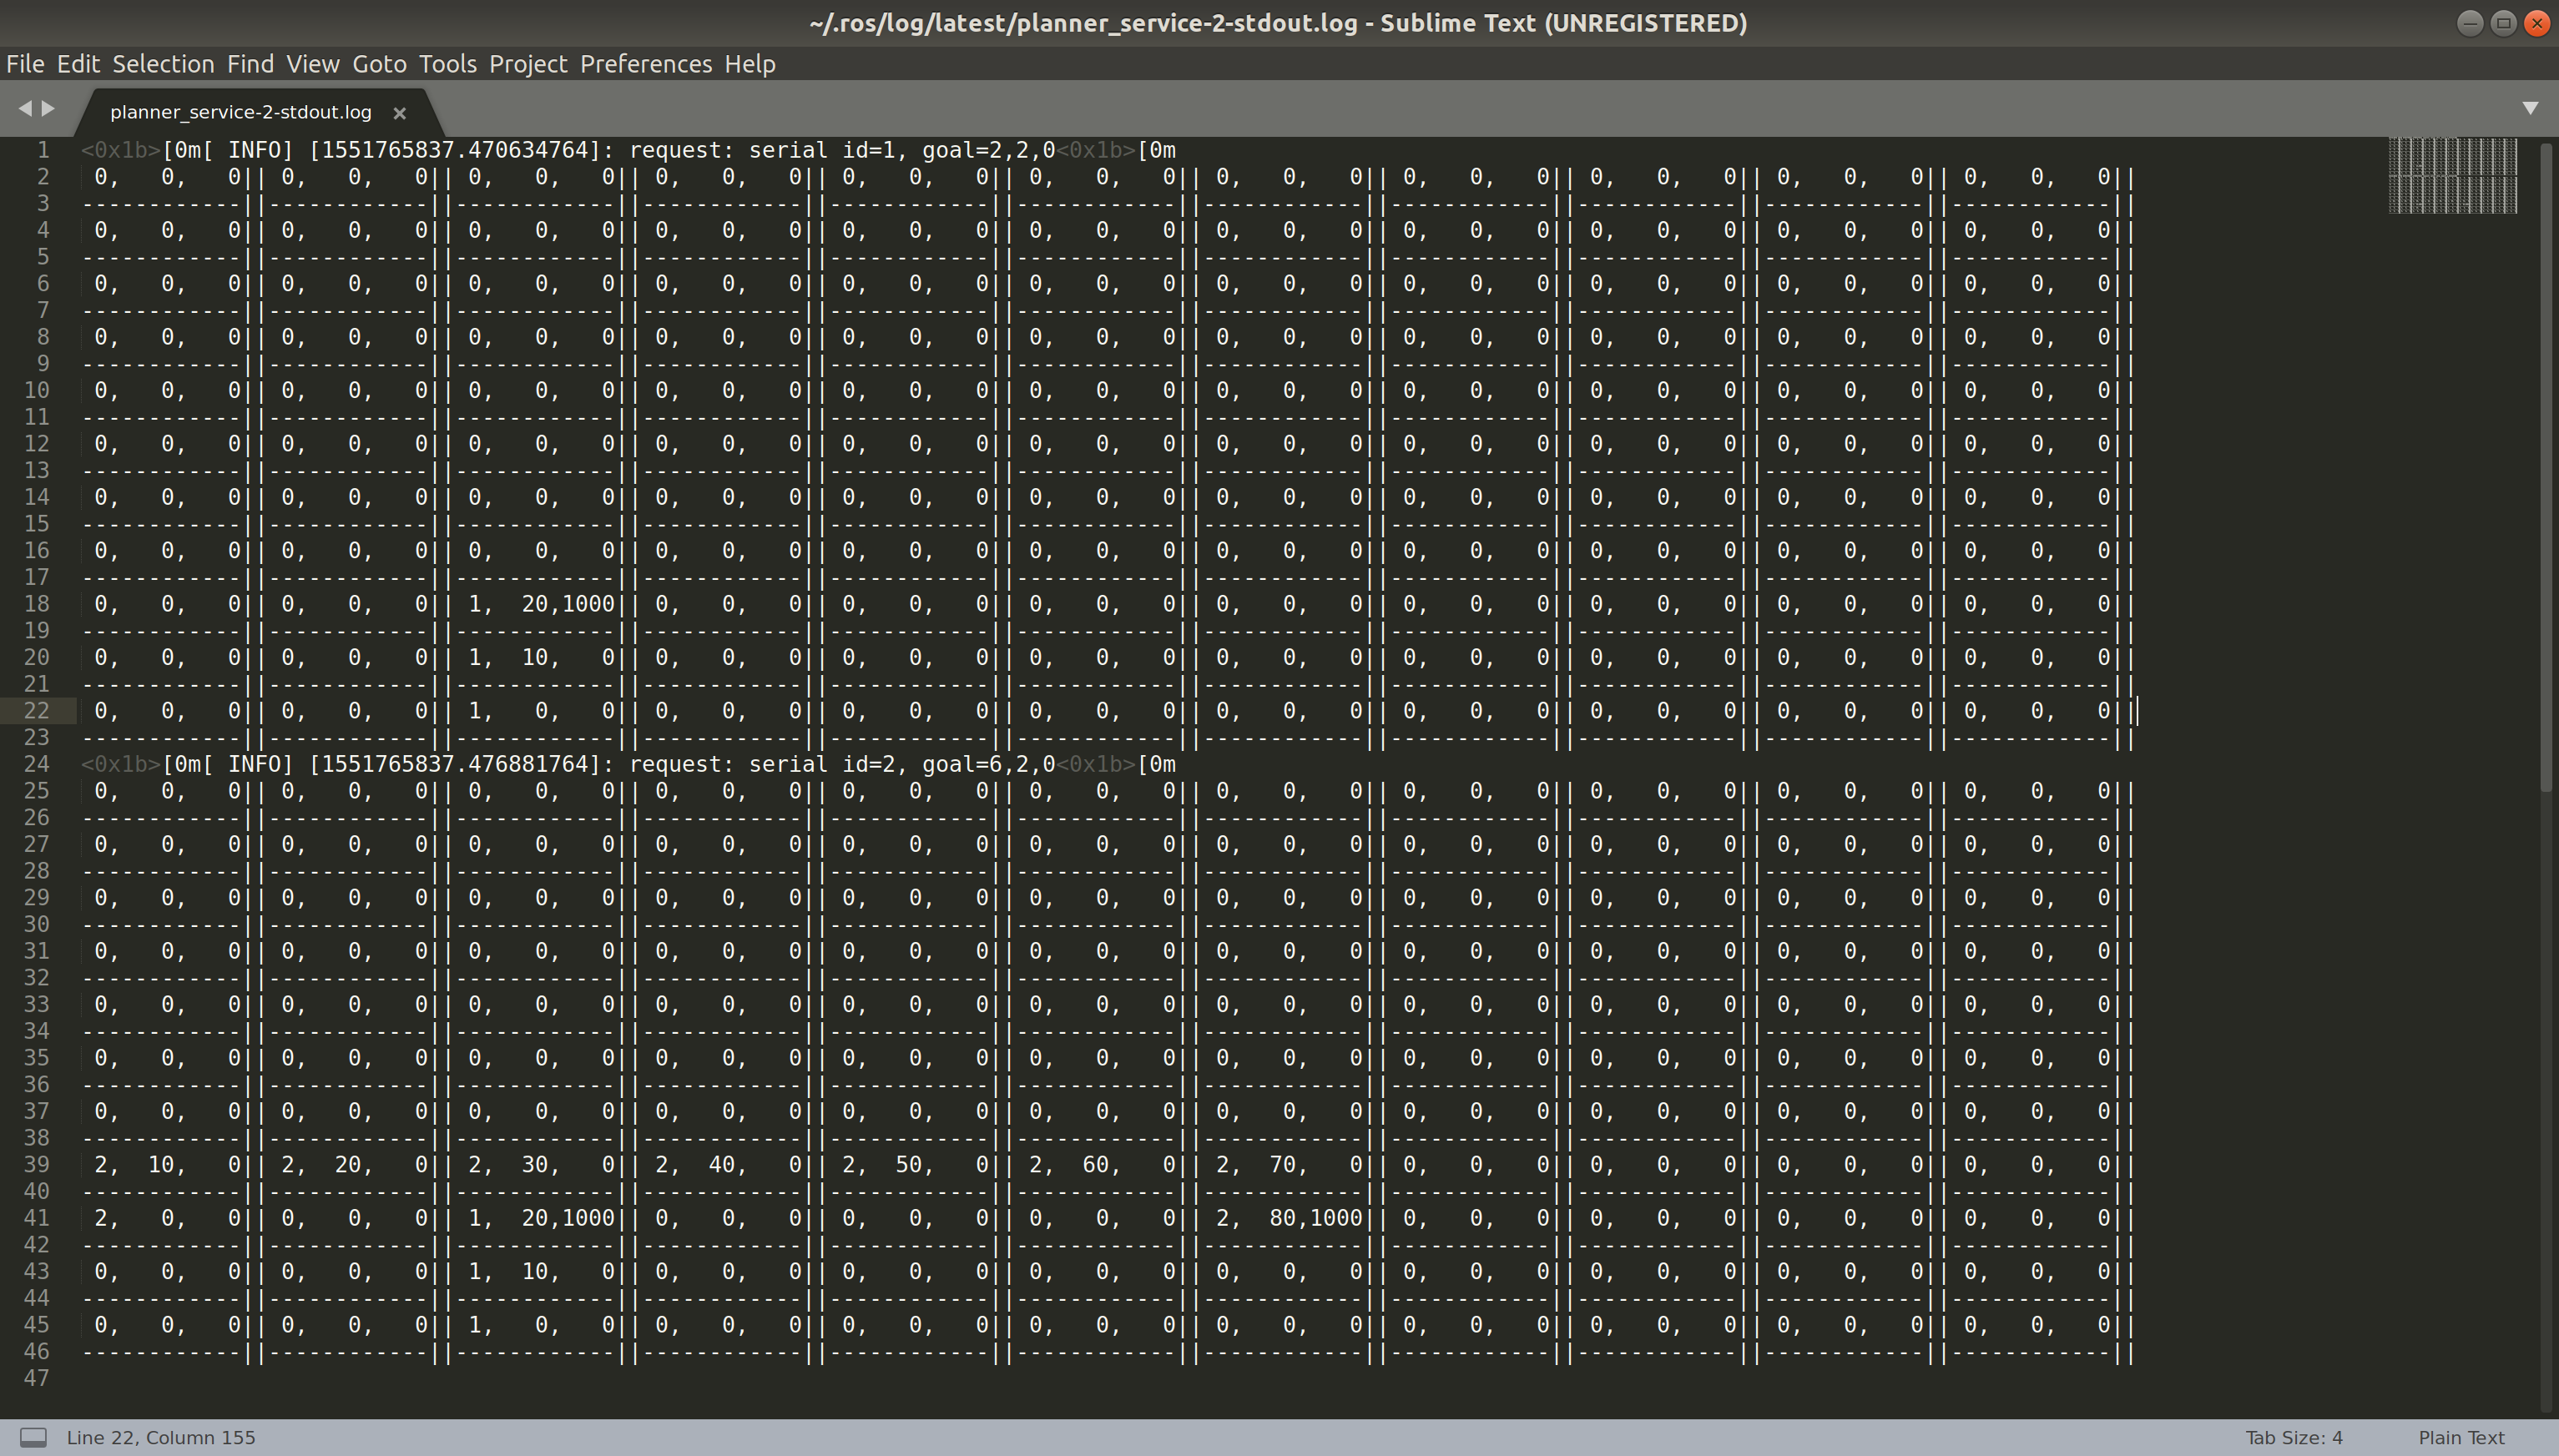 ~/.ros/log/latest/planner_service-2-stdout.log - Sublime Text (UNREGISTERED)
File Edit Selection Find View Goto Tools Project Preferences Help
planner_service-2-stdout.log ×
1 <0x1b>[0m[ INFO] [1551765837.470634764]: request: serial id=1, goal=2,2,0<0x1b>[0m
2  0,   0,   0|| 0,   0,   0|| 0,   0,   0|| 0,   0,   0|| 0,   0,   0|| 0,   0,   0|| 0,   0,   0|| 0,   0,   0|| 0,   0,   0|| 0,   0,   0|| 0,   0,   0||
3 ------------||------------||------------||------------||------------||------------||------------||------------||------------||------------||------------||
4  0,   0,   0|| 0,   0,   0|| 0,   0,   0|| 0,   0,   0|| 0,   0,   0|| 0,   0,   0|| 0,   0,   0|| 0,   0,   0|| 0,   0,   0|| 0,   0,   0|| 0,   0,   0||
5 ------------||------------||------------||------------||------------||------------||------------||------------||------------||------------||------------||
6  0,   0,   0|| 0,   0,   0|| 0,   0,   0|| 0,   0,   0|| 0,   0,   0|| 0,   0,   0|| 0,   0,   0|| 0,   0,   0|| 0,   0,   0|| 0,   0,   0|| 0,   0,   0||
7 ------------||------------||------------||------------||------------||------------||------------||------------||------------||------------||------------||
8  0,   0,   0|| 0,   0,   0|| 0,   0,   0|| 0,   0,   0|| 0,   0,   0|| 0,   0,   0|| 0,   0,   0|| 0,   0,   0|| 0,   0,   0|| 0,   0,   0|| 0,   0,   0||
9 ------------||------------||------------||------------||------------||------------||------------||------------||------------||------------||------------||
10  0,   0,   0|| 0,   0,   0|| 0,   0,   0|| 0,   0,   0|| 0,   0,   0|| 0,   0,   0|| 0,   0,   0|| 0,   0,   0|| 0,   0,   0|| 0,   0,   0|| 0,   0,   0||
11 ------------||------------||------------||------------||------------||------------||------------||------------||------------||------------||------------||
12  0,   0,   0|| 0,   0,   0|| 0,   0,   0|| 0,   0,   0|| 0,   0,   0|| 0,   0,   0|| 0,   0,   0|| 0,   0,   0|| 0,   0,   0|| 0,   0,   0|| 0,   0,   0||
13 ------------||------------||------------||------------||------------||------------||------------||------------||------------||------------||------------||
14  0,   0,   0|| 0,   0,   0|| 0,   0,   0|| 0,   0,   0|| 0,   0,   0|| 0,   0,   0|| 0,   0,   0|| 0,   0,   0|| 0,   0,   0|| 0,   0,   0|| 0,   0,   0||
15 ------------||------------||------------||------------||------------||------------||------------||------------||------------||------------||------------||
16  0,   0,   0|| 0,   0,   0|| 0,   0,   0|| 0,   0,   0|| 0,   0,   0|| 0,   0,   0|| 0,   0,   0|| 0,   0,   0|| 0,   0,   0|| 0,   0,   0|| 0,   0,   0||
17 ------------||------------||------------||------------||------------||------------||------------||------------||------------||------------||------------||
18  0,   0,   0|| 0,   0,   0|| 1,  20,1000|| 0,   0,   0|| 0,   0,   0|| 0,   0,   0|| 0,   0,   0|| 0,   0,   0|| 0,   0,   0|| 0,   0,   0|| 0,   0,   0||
19 ------------||------------||------------||------------||------------||------------||------------||------------||------------||------------||------------||
20  0,   0,   0|| 0,   0,   0|| 1,  10,   0|| 0,   0,   0|| 0,   0,   0|| 0,   0,   0|| 0,   0,   0|| 0,   0,   0|| 0,   0,   0|| 0,   0,   0|| 0,   0,   0||
21 ------------||------------||------------||------------||------------||------------||------------||------------||------------||------------||------------||
22  0,   0,   0|| 0,   0,   0|| 1,   0,   0|| 0,   0,   0|| 0,   0,   0|| 0,   0,   0|| 0,   0,   0|| 0,   0,   0|| 0,   0,   0|| 0,   0,   0|| 0,   0,   0||
23 ------------||------------||------------||------------||------------||------------||------------||------------||------------||------------||------------||
24 <0x1b>[0m[ INFO] [1551765837.476881764]: request: serial id=2, goal=6,2,0<0x1b>[0m
25  0,   0,   0|| 0,   0,   0|| 0,   0,   0|| 0,   0,   0|| 0,   0,   0|| 0,   0,   0|| 0,   0,   0|| 0,   0,   0|| 0,   0,   0|| 0,   0,   0|| 0,   0,   0||
26 ------------||------------||------------||------------||------------||------------||------------||------------||------------||------------||------------||
27  0,   0,   0|| 0,   0,   0|| 0,   0,   0|| 0,   0,   0|| 0,   0,   0|| 0,   0,   0|| 0,   0,   0|| 0,   0,   0|| 0,   0,   0|| 0,   0,   0|| 0,   0,   0||
28 ------------||------------||------------||------------||------------||------------||------------||------------||------------||------------||------------||
29  0,   0,   0|| 0,   0,   0|| 0,   0,   0|| 0,   0,   0|| 0,   0,   0|| 0,   0,   0|| 0,   0,   0|| 0,   0,   0|| 0,   0,   0|| 0,   0,   0|| 0,   0,   0||
30 ------------||------------||------------||------------||------------||------------||------------||------------||------------||------------||------------||
31  0,   0,   0|| 0,   0,   0|| 0,   0,   0|| 0,   0,   0|| 0,   0,   0|| 0,   0,   0|| 0,   0,   0|| 0,   0,   0|| 0,   0,   0|| 0,   0,   0|| 0,   0,   0||
32 ------------||------------||------------||------------||------------||------------||------------||------------||------------||------------||------------||
33  0,   0,   0|| 0,   0,   0|| 0,   0,   0|| 0,   0,   0|| 0,   0,   0|| 0,   0,   0|| 0,   0,   0|| 0,   0,   0|| 0,   0,   0|| 0,   0,   0|| 0,   0,   0||
34 ------------||------------||------------||------------||------------||------------||------------||------------||------------||------------||------------||
35  0,   0,   0|| 0,   0,   0|| 0,   0,   0|| 0,   0,   0|| 0,   0,   0|| 0,   0,   0|| 0,   0,   0|| 0,   0,   0|| 0,   0,   0|| 0,   0,   0|| 0,   0,   0||
36 ------------||------------||------------||------------||------------||------------||------------||------------||------------||------------||------------||
37  0,   0,   0|| 0,   0,   0|| 0,   0,   0|| 0,   0,   0|| 0,   0,   0|| 0,   0,   0|| 0,   0,   0|| 0,   0,   0|| 0,   0,   0|| 0,   0,   0|| 0,   0,   0||
38 ------------||------------||------------||------------||------------||------------||------------||------------||------------||------------||------------||
39  2,  10,   0|| 2,  20,   0|| 2,  30,   0|| 2,  40,   0|| 2,  50,   0|| 2,  60,   0|| 2,  70,   0|| 0,   0,   0|| 0,   0,   0|| 0,   0,   0|| 0,   0,   0||
40 ------------||------------||------------||------------||------------||------------||------------||------------||------------||------------||------------||
41  2,   0,   0|| 0,   0,   0|| 1,  20,1000|| 0,   0,   0|| 0,   0,   0|| 0,   0,   0|| 2,  80,1000|| 0,   0,   0|| 0,   0,   0|| 0,   0,   0|| 0,   0,   0||
42 ------------||------------||------------||------------||------------||------------||------------||------------||------------||------------||------------||
43  0,   0,   0|| 0,   0,   0|| 1,  10,   0|| 0,   0,   0|| 0,   0,   0|| 0,   0,   0|| 0,   0,   0|| 0,   0,   0|| 0,   0,   0|| 0,   0,   0|| 0,   0,   0||
44 ------------||------------||------------||------------||------------||------------||------------||------------||------------||------------||------------||
45  0,   0,   0|| 0,   0,   0|| 1,   0,   0|| 0,   0,   0|| 0,   0,   0|| 0,   0,   0|| 0,   0,   0|| 0,   0,   0|| 0,   0,   0|| 0,   0,   0|| 0,   0,   0||
46 ------------||------------||------------||------------||------------||------------||------------||------------||------------||------------||------------||
47
Line 22, Column 155 Tab Size: 4 Plain Text